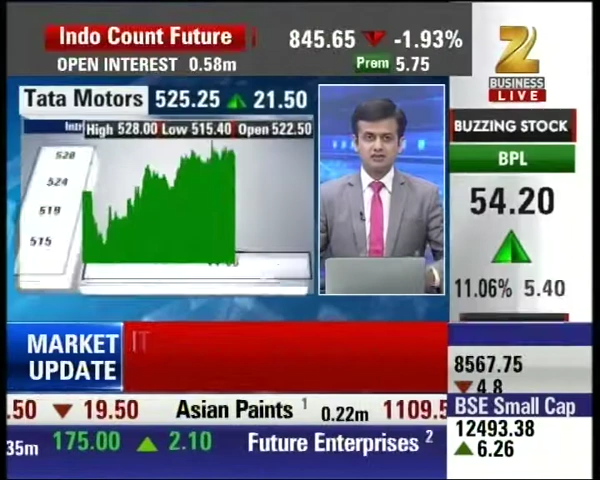 Indo Count Future
845.65 -1.93%
OPEN INTEREST 0.58m
Prem 5.75
Z
BUSINESS
LIVE
Tata Motors 525.25 21.50
Intr High 528.00 Low 515.40 Open 522.50
528
524
519
515
BUZZING STOCK
BPL
54.20
11.06% 5.40
MARKET
UPDATE
IT
8567.75
4.8
BSE Small Cap
12493.38
6.26
.50 19.50 Asian Paints 1 0.22m 1109.5
35m 175.00 2.10 Future Enterprises 2